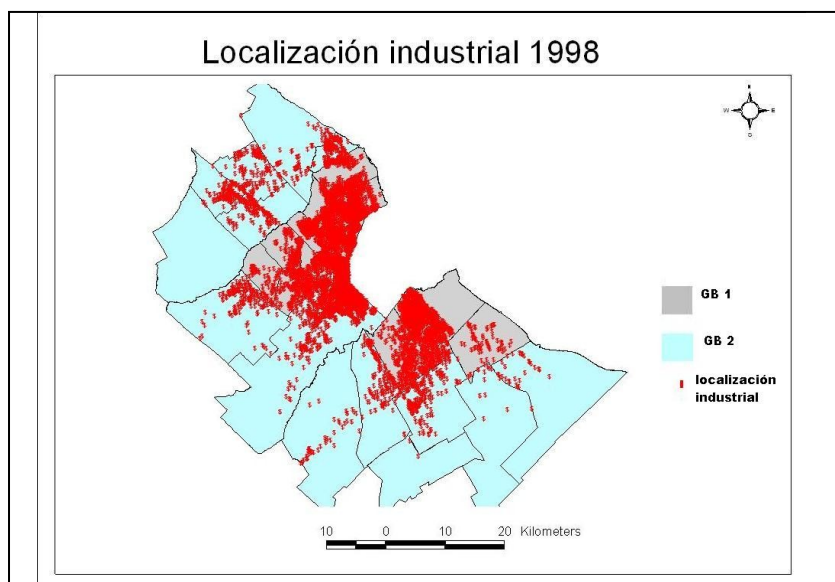 Localización industrial 1998
W
E
GB 1
GB 2
localización
industrial
10 0 10 20 Kilometers